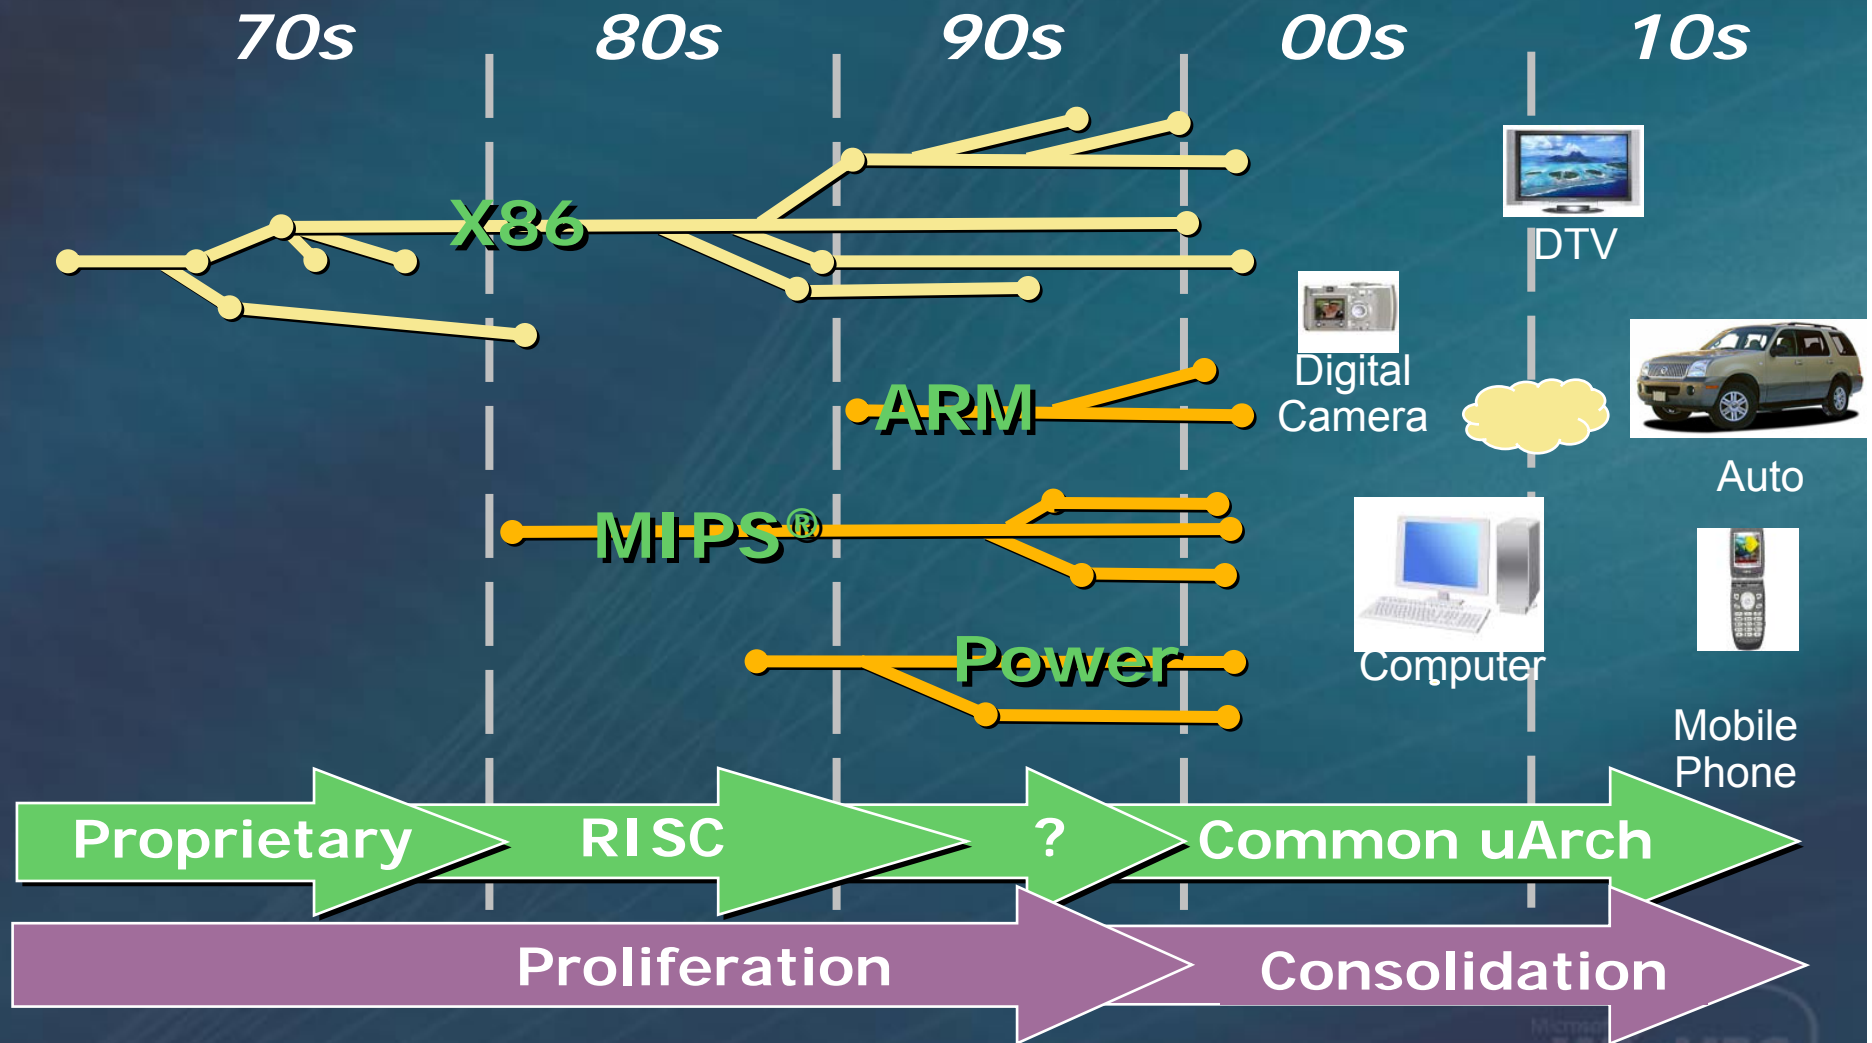 70s 80s 90s 00s 10s
X86
DTV
Digital
Camera
ARM
Auto
MIPS®
Power
Computer
Mobile
Phone
Proprietary RISC ? Common uArch
Proliferation Consolidation